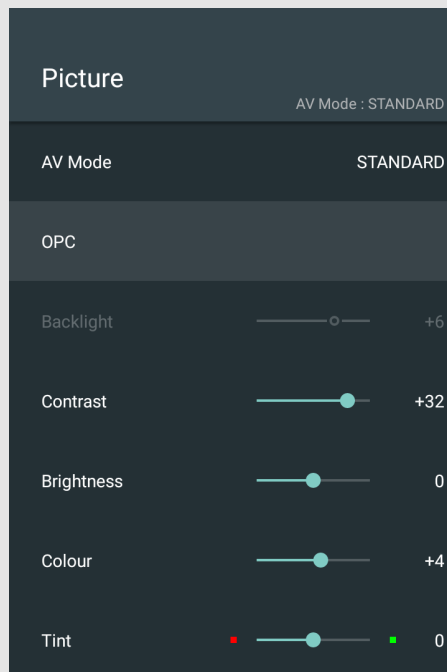 Picture
AV Mode : STANDARD
AV Mode STANDARD
OPC
Backlight +6
Contrast +32
Brightness 0
Colour +4
Tint 0